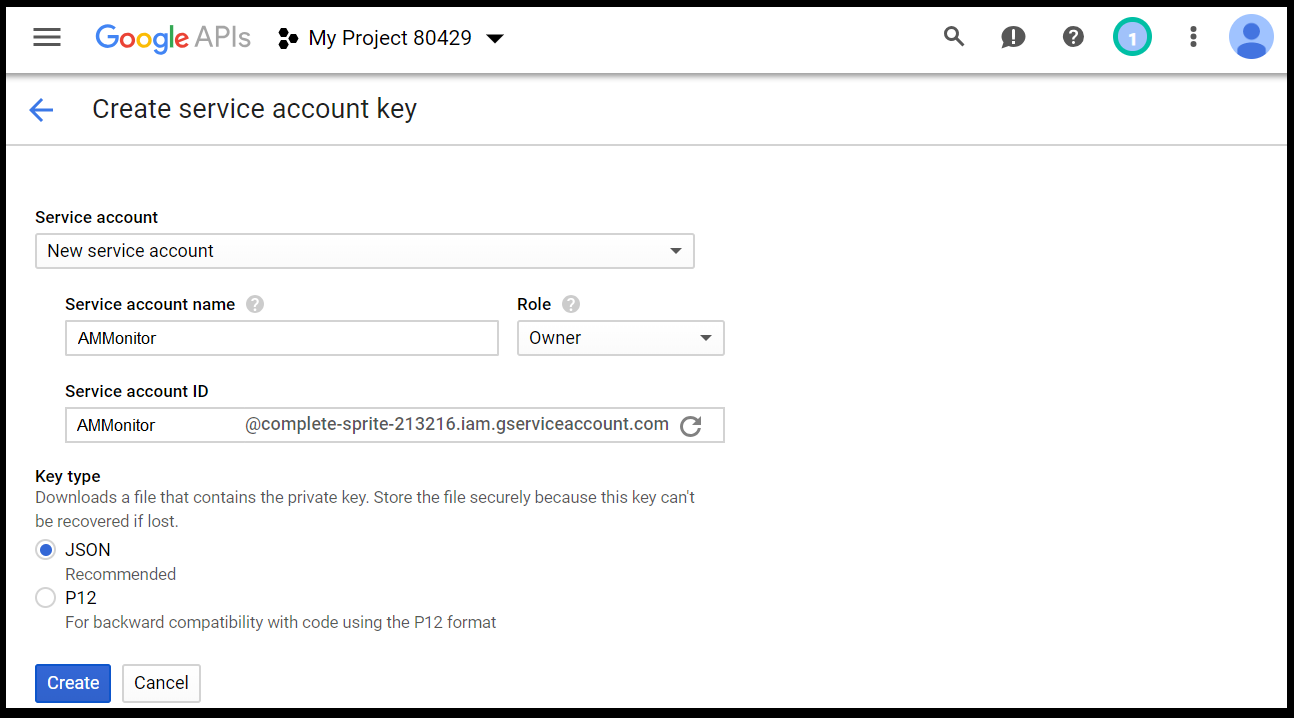 Google APIs My Project 80429 1
Create service account key
Service account
New service account
Service account name Role
AMMonitor Owner
Service account ID
AMMonitor @complete-sprite-213216.iam.gserviceaccount.com
Key type
Downloads a file that contains the private key. Store the file securely because this key can't
be recovered if lost.
JSON
Recommended
P12
For backward compatibility with code using the P12 format
Create Cancel